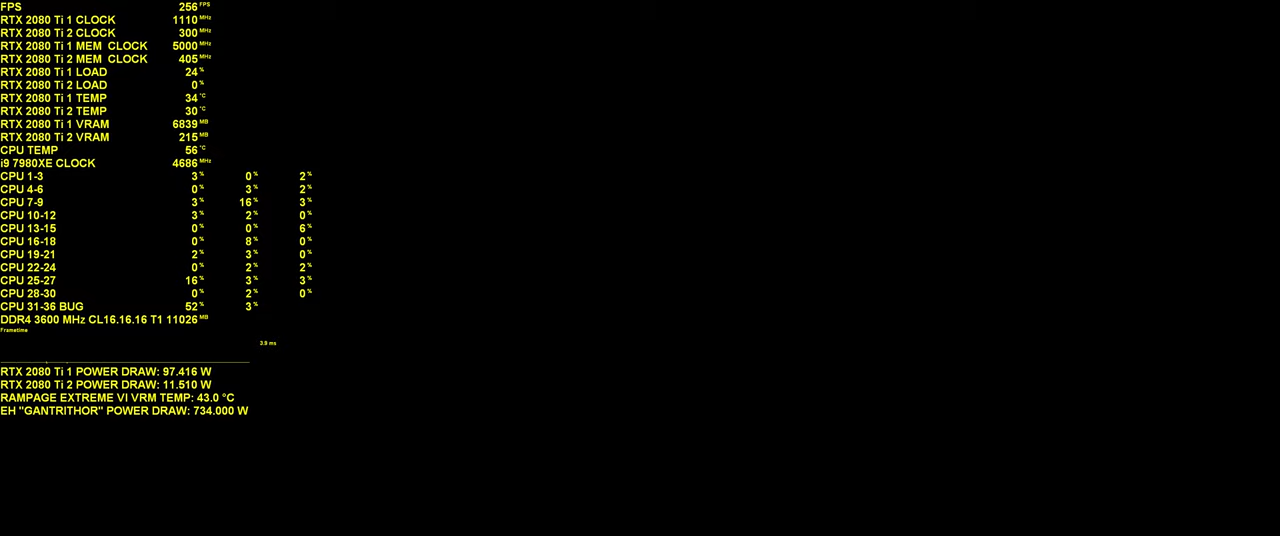 FPS 256 FPS
RTX 2080 Ti 1 CLOCK 1110 MHz
RTX 2080 Ti 2 CLOCK 300 MHz
RTX 2080 Ti 1 MEM CLOCK 5000 MHz
RTX 2080 Ti 2 MEM CLOCK 405 MHz
RTX 2080 Ti 1 LOAD 24 %
RTX 2080 Ti 2 LOAD 0 %
RTX 2080 Ti 1 TEMP 34 °C
RTX 2080 Ti 2 TEMP 30 °C
RTX 2080 Ti 1 VRAM 6839 MB
RTX 2080 Ti 2 VRAM 215 MB
CPU TEMP 56 °C
i9 7980XE CLOCK 4686 MHz
CPU 1-3 3 % 0 % 2 %
CPU 4-6 0 % 3 % 2 %
CPU 7-9 3 % 16 % 3 %
CPU 10-12 3 % 2 % 0 %
CPU 13-15 0 % 0 % 6 %
CPU 16-18 0 % 8 % 0 %
CPU 19-21 2 % 3 % 0 %
CPU 22-24 0 % 2 % 2 %
CPU 25-27 16 % 3 % 3 %
CPU 28-30 0 % 2 % 0 %
CPU 31-36 BUG 52 % 3 %
DDR4 3600 MHz CL16.16.16 T1 11026 MB
Frametime
3.9 ms
RTX 2080 Ti 1 POWER DRAW: 97.416 W
RTX 2080 Ti 2 POWER DRAW: 11.510 W
RAMPAGE EXTREME VI VRM TEMP: 43.0 °C
EH "GANTRITHOR" POWER DRAW: 734.000 W